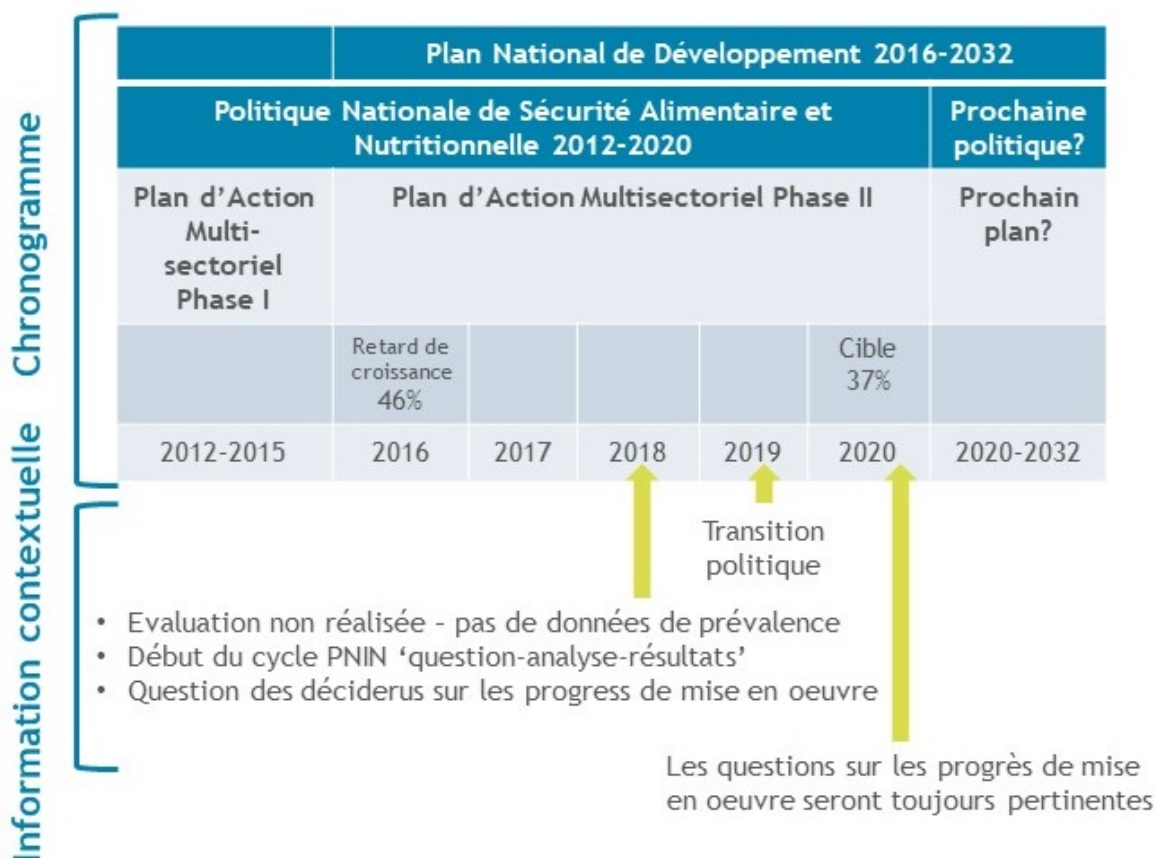 Chronogramme
Information contextuelle
Plan National de Développement 2016-2032
Politique Nationale de Sécurité Alimentaire et
Nutritionnelle 2012-2020
Prochaine
politique?
Plan d'Action
Multi-
sectoriel
Phase I
Plan d'Action Multisectoriel Phase II
Prochain
plan?
Retard de
croissance
46%
Cible
37%
2012-2015
2016
2017
2018
2019
2020
2020-2032
Transition
politique
• Evaluation non réalisée – pas de données de prévalence
• Début du cycle PNIN 'question-analyse-résultats'
• Question des déciderus sur les progress de mise en oeuvre
Les questions sur les progrès de mise
en oeuvre seront toujours pertinentes